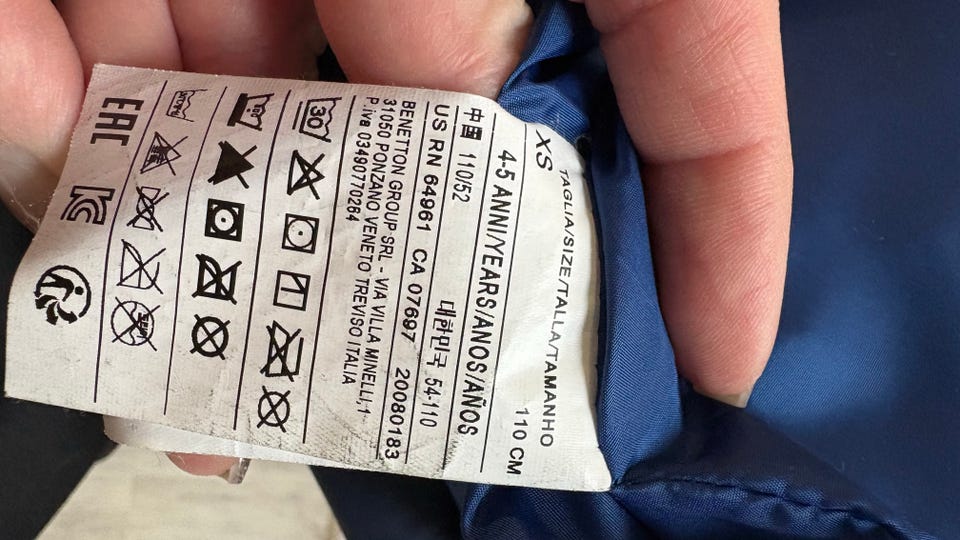 TAGLIA/SIZE/TALLA/TAMANHO
XS 110 CM
4-5 ANNI/YEARS/ANOS/AÑOS
中国 110/52 대한민국 54-110
US RN 64961 CA 07697 20080183
BENETTON GROUP SRL - VIA VILLA MINELLI,1-
31050 PONZANO VENETO TREVISO ITALIA
P.iva 03490770264
30
EAC